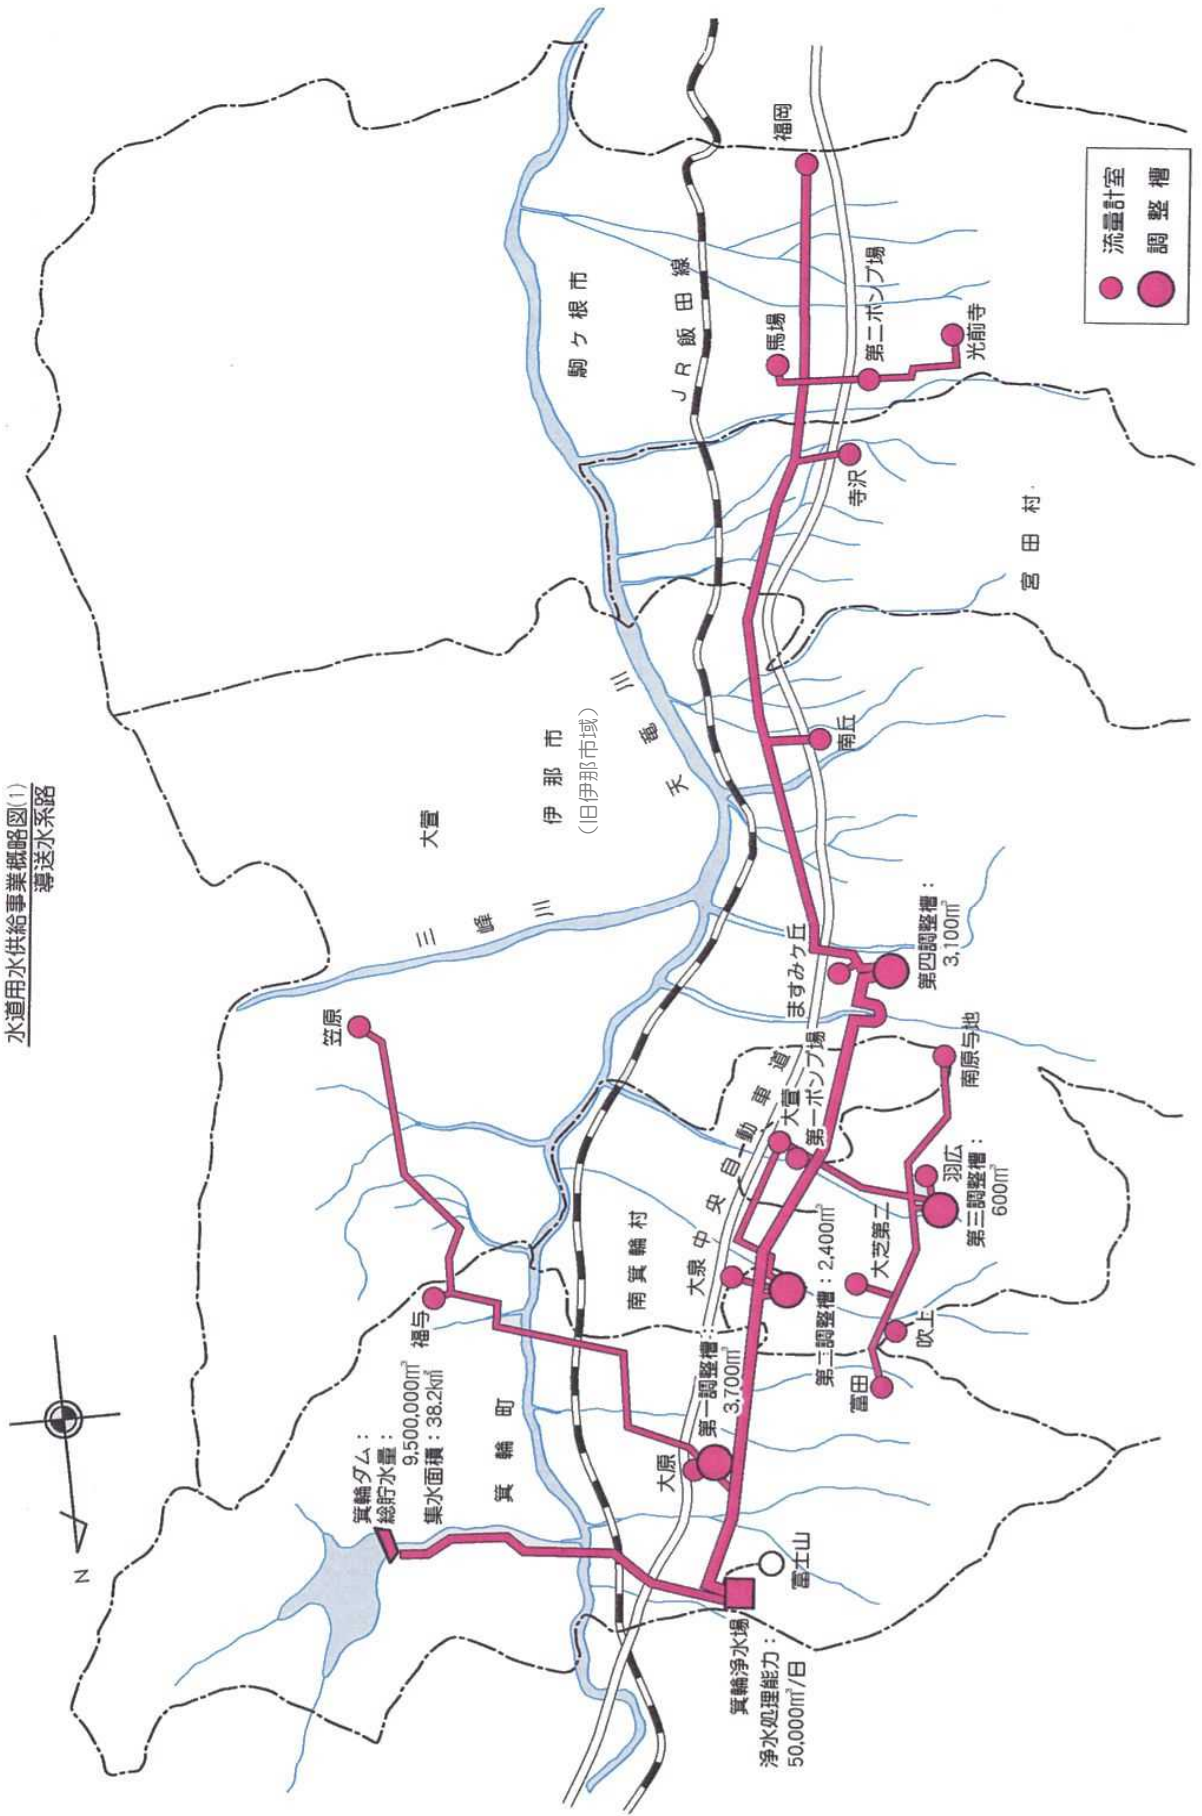 水道用水供給事業概略図(1)
導送水系路
N
箕輪ダム：
総貯水量：
9,500,000m³
集水面積：38.2km²
箕輪町
福与
笠原
三峰川
大萱
伊那市
（旧伊那市域）
天竜川
駒ヶ根市
JR飯田線
南箕輪村
箕輪浄水場
浄水処理能力：
50,000m³/日
富士山
大原
第一調整槽：
3,700m³
大泉
中央自動車道
第二調整槽：2,400m³
大萱
第一ポンプ場
大芝第二
吹上
富田
羽広
第三調整槽：
600m³
南原与地
ますみケ丘
第四調整槽：
3,100m³
南丘
宮田村
寺沢
馬場
第二ポンプ場
光前寺
福岡
流量計室
調整槽